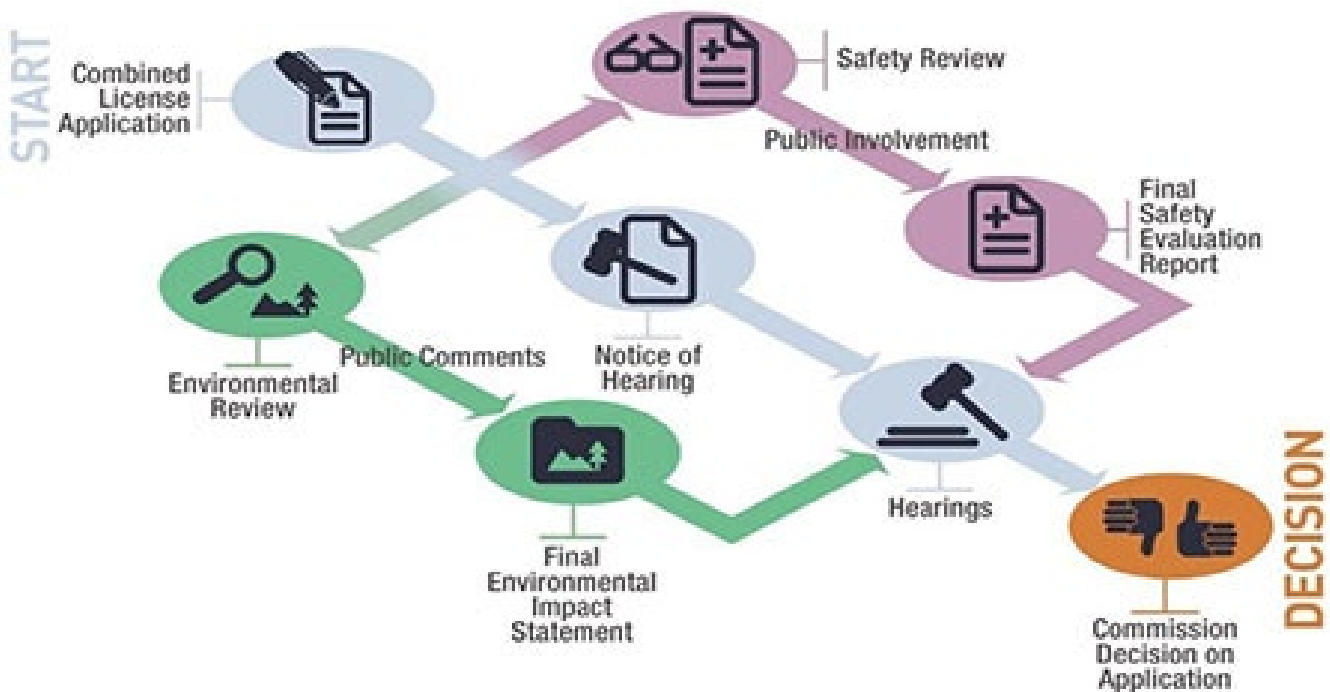 START
Combined
License
Application
Safety Review
Public Involvement
Final
Safety
Evaluation
Report
Environmental
Review
Public Comments
Notice of
Hearing
Hearings
Final
Environmental
Impact
Statement
DECISION
Commission
Decision on
Application